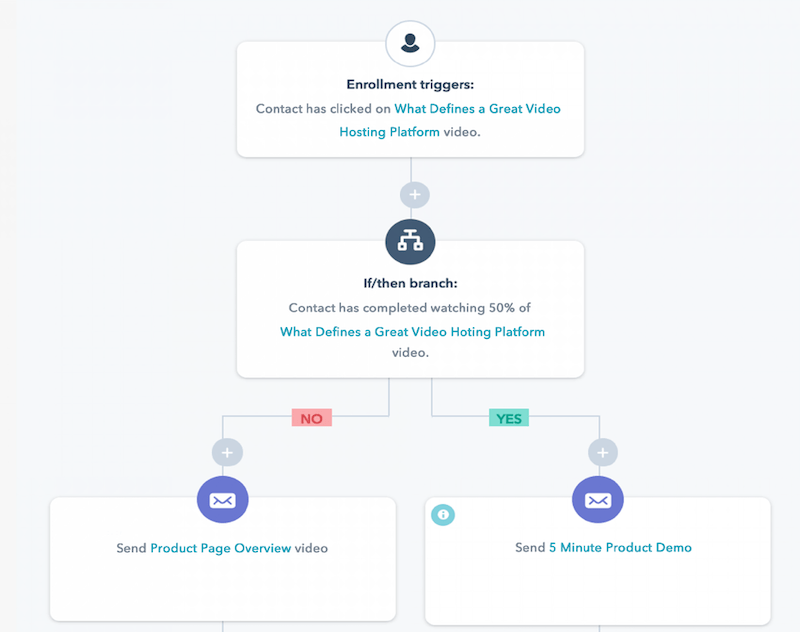 Enrollment triggers:
Contact has clicked on What Defines a Great Video
Hosting Platform video.
If/then branch:
Contact has completed watching 50% of
What Defines a Great Video Hoting Platform
video.
NO
YES
Send Product Page Overview video
Send 5 Minute Product Demo